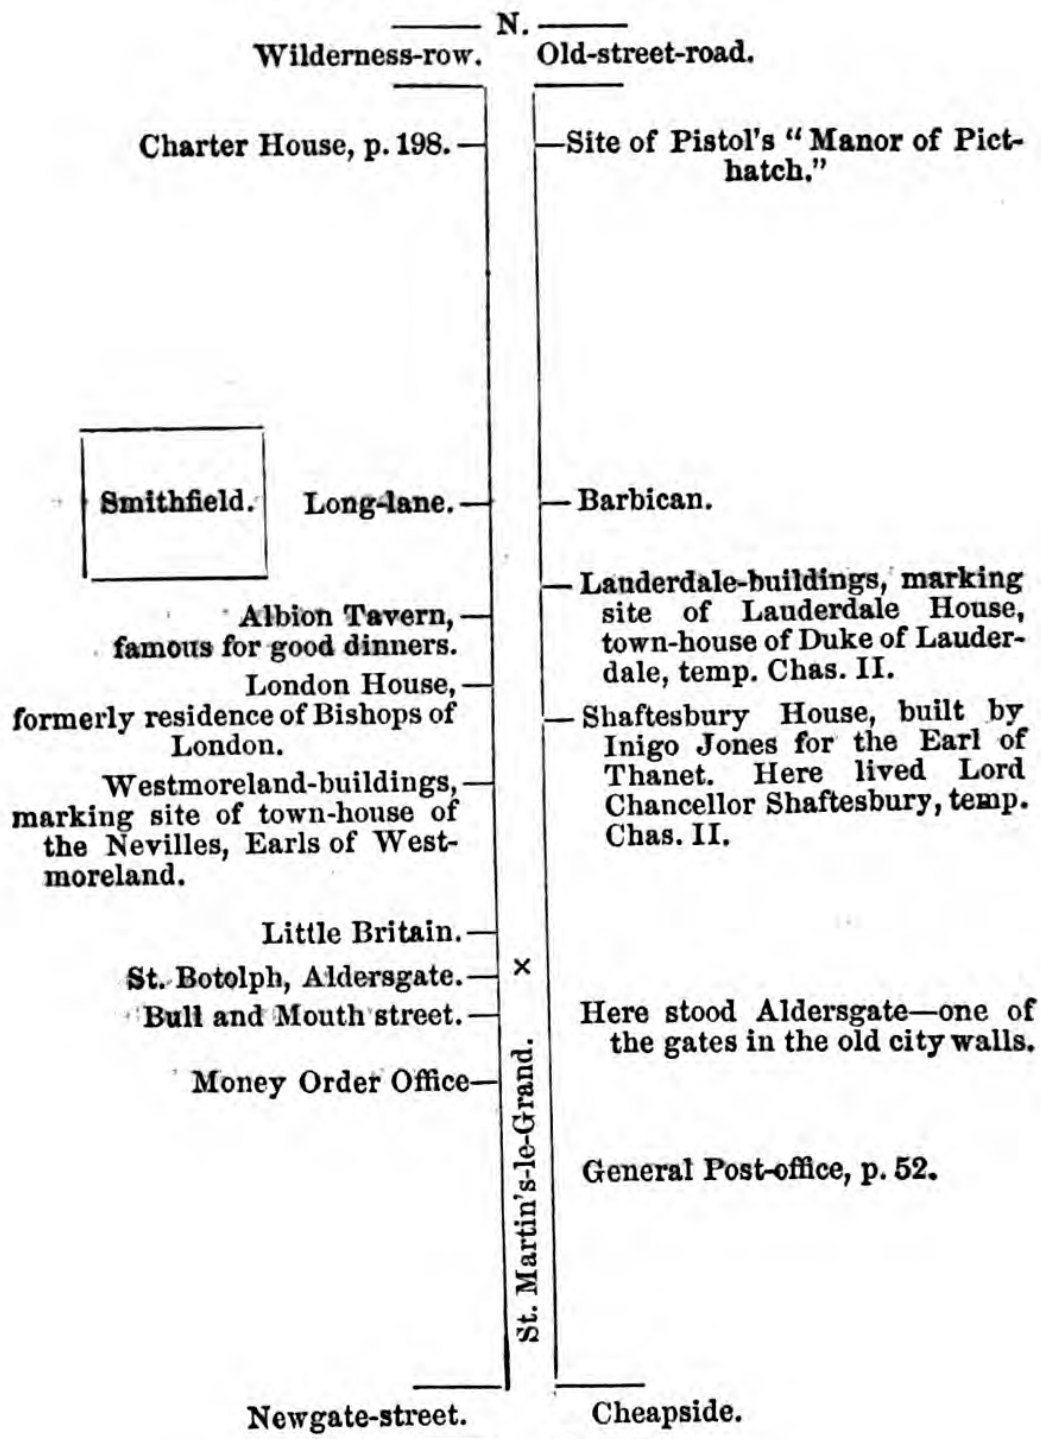 N.
Wilderness-row. Old-street-road.
Charter House, p. 198.
Site of Pistol's "Manor of Pict-
hatch."
Smithfield.
Long-lane.
Barbican.
Lauderdale-buildings, marking
site of Lauderdale House,
town-house of Duke of Lauder-
dale, temp. Chas. II.
Albion Tavern,
famous for good dinners.
London House,
formerly residence of Bishops of
London.
Shaftesbury House, built by
Inigo Jones for the Earl of
Thanet. Here lived Lord
Chancellor Shaftesbury, temp.
Chas. II.
Westmoreland-buildings,
marking site of town-house of
the Nevilles, Earls of West-
moreland.
Little Britain.
St. Botolph, Aldersgate.
×
Bull and Mouth street.
Here stood Aldersgate—one of
the gates in the old city walls.
Money Order Office
St. Martin's-le-Grand.
General Post-office, p. 52.
Newgate-street. Cheapside.